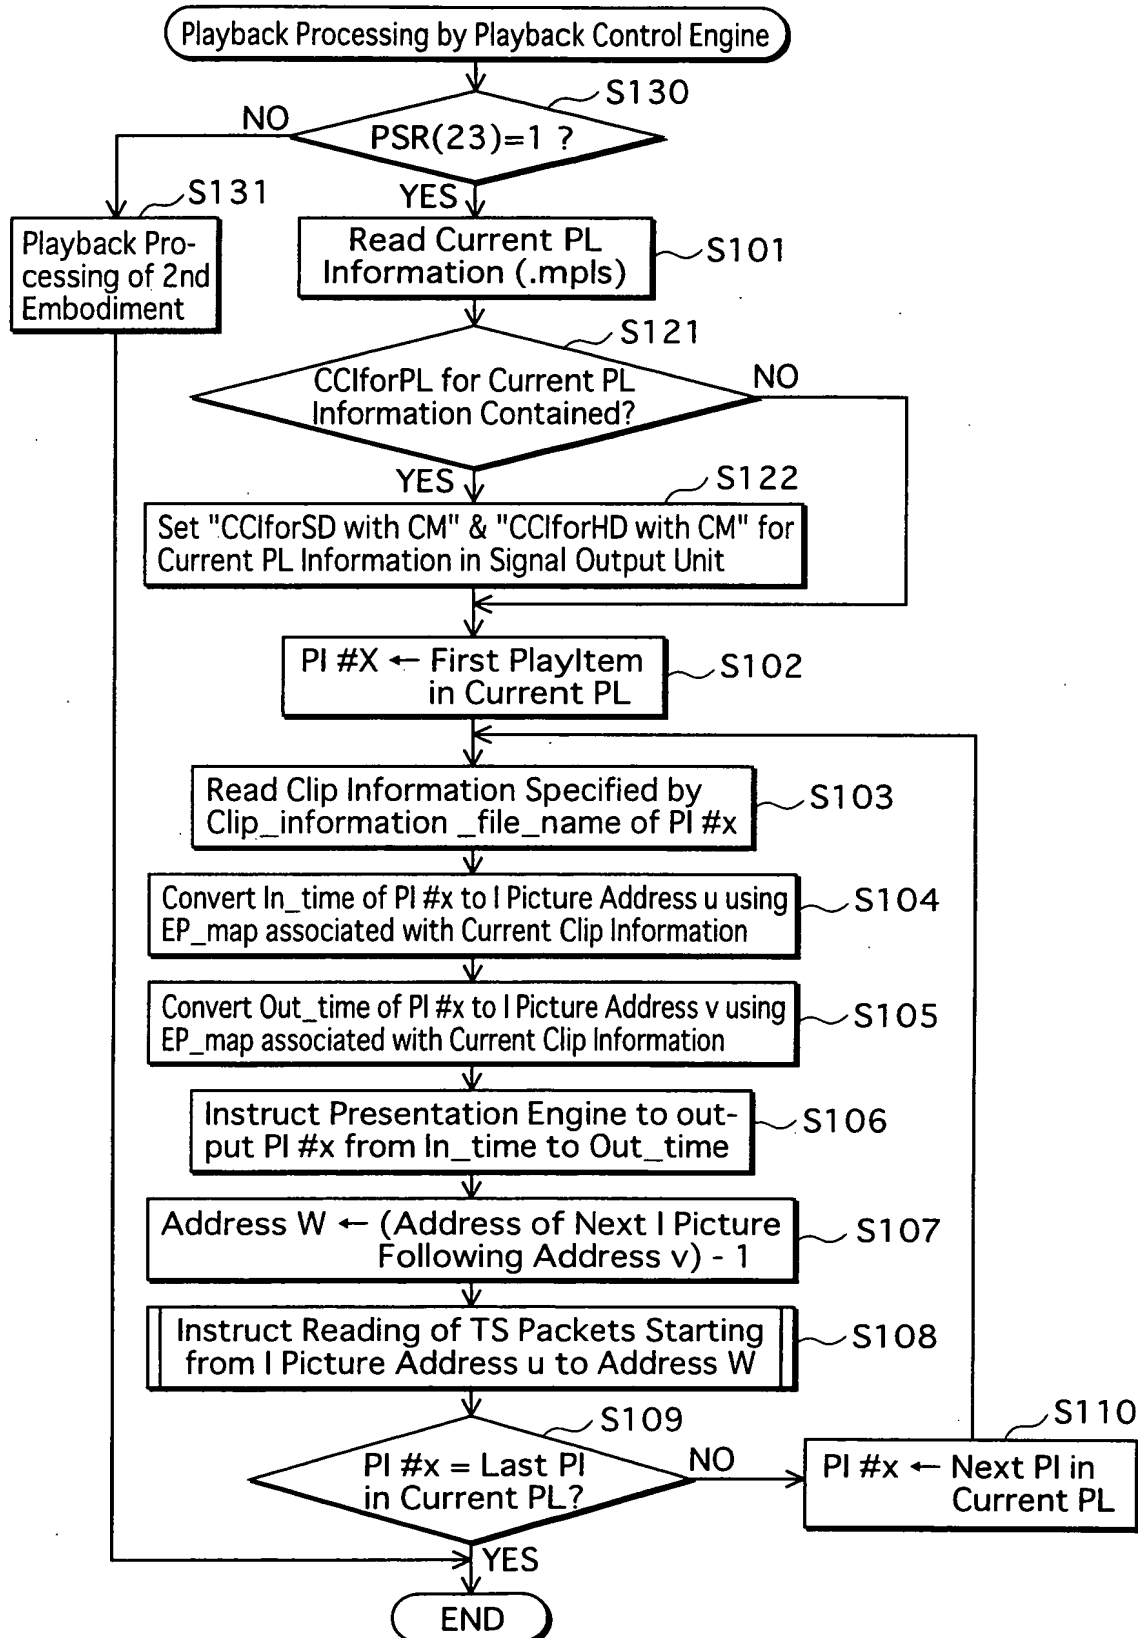 Playback Processing by Playback Control Engine
S130
NO
PSR(23)=1 ?
YES
S131
Playback Pro-
cessing of 2nd
Embodiment
Read Current PL
Information (.mpls)
S101
S121
CCIforPL for Current PL
Information Contained?
NO
YES
S122
Set "CCIforSD with CM" & "CCIforHD with CM" for
Current PL Information in Signal Output Unit
PI #X ← First PlayItem
in Current PL
S102
Read Clip Information Specified by
Clip_information _file_name of PI #x
S103
Convert In_time of PI #x to I Picture Address u using
EP_map associated with Current Clip Information
S104
Convert Out_time of PI #x to I Picture Address v using
EP_map associated with Current Clip Information
S105
Instruct Presentation Engine to out-
put PI #x from In_time to Out_time
S106
Address W ← (Address of Next I Picture
Following Address v) - 1
S107
Instruct Reading of TS Packets Starting
from I Picture Address u to Address W
S108
S109
PI #x = Last PI
in Current PL?
NO
S110
PI #x ← Next PI in
Current PL
YES
END